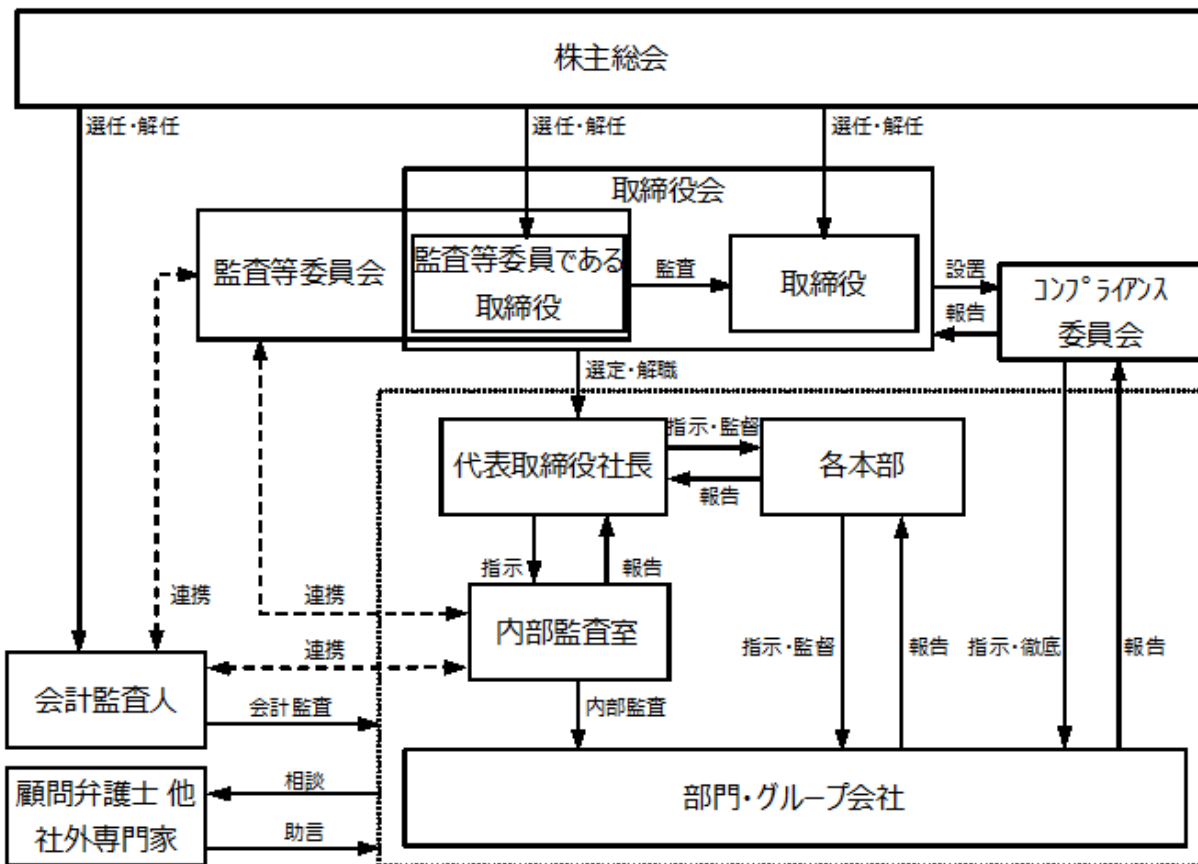 株主総会
選任・解任
選任・解任
選任・解任
取締役会
監査等委員会
監査等委員である
取締役
監査
取締役
設置
報告
ｺﾝﾌﾟﾗｲｱﾝｽ
委員会
選定・解職
代表取締役社長
指示・監督
報告
各本部
指示
報告
連携
連携
連携
内部監査室
指示・監督
報告
指示・徹底
報告
会計監査人
会計監査
内部監査
部門・グループ会社
顧問弁護士 他
社外専門家
相談
助言